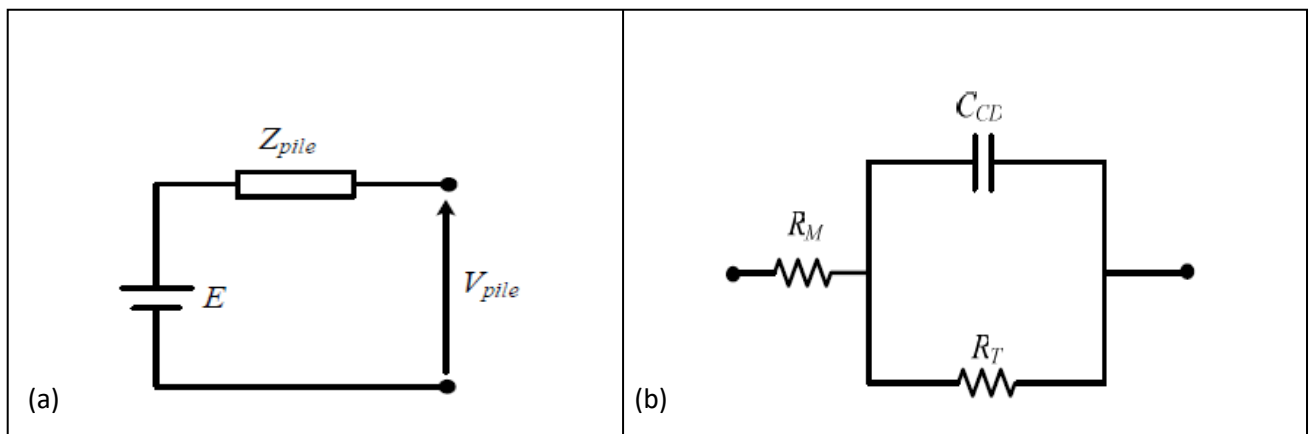 Z_pile
E
V_pile
(a)
C_CD
R_M
R_T
(b)